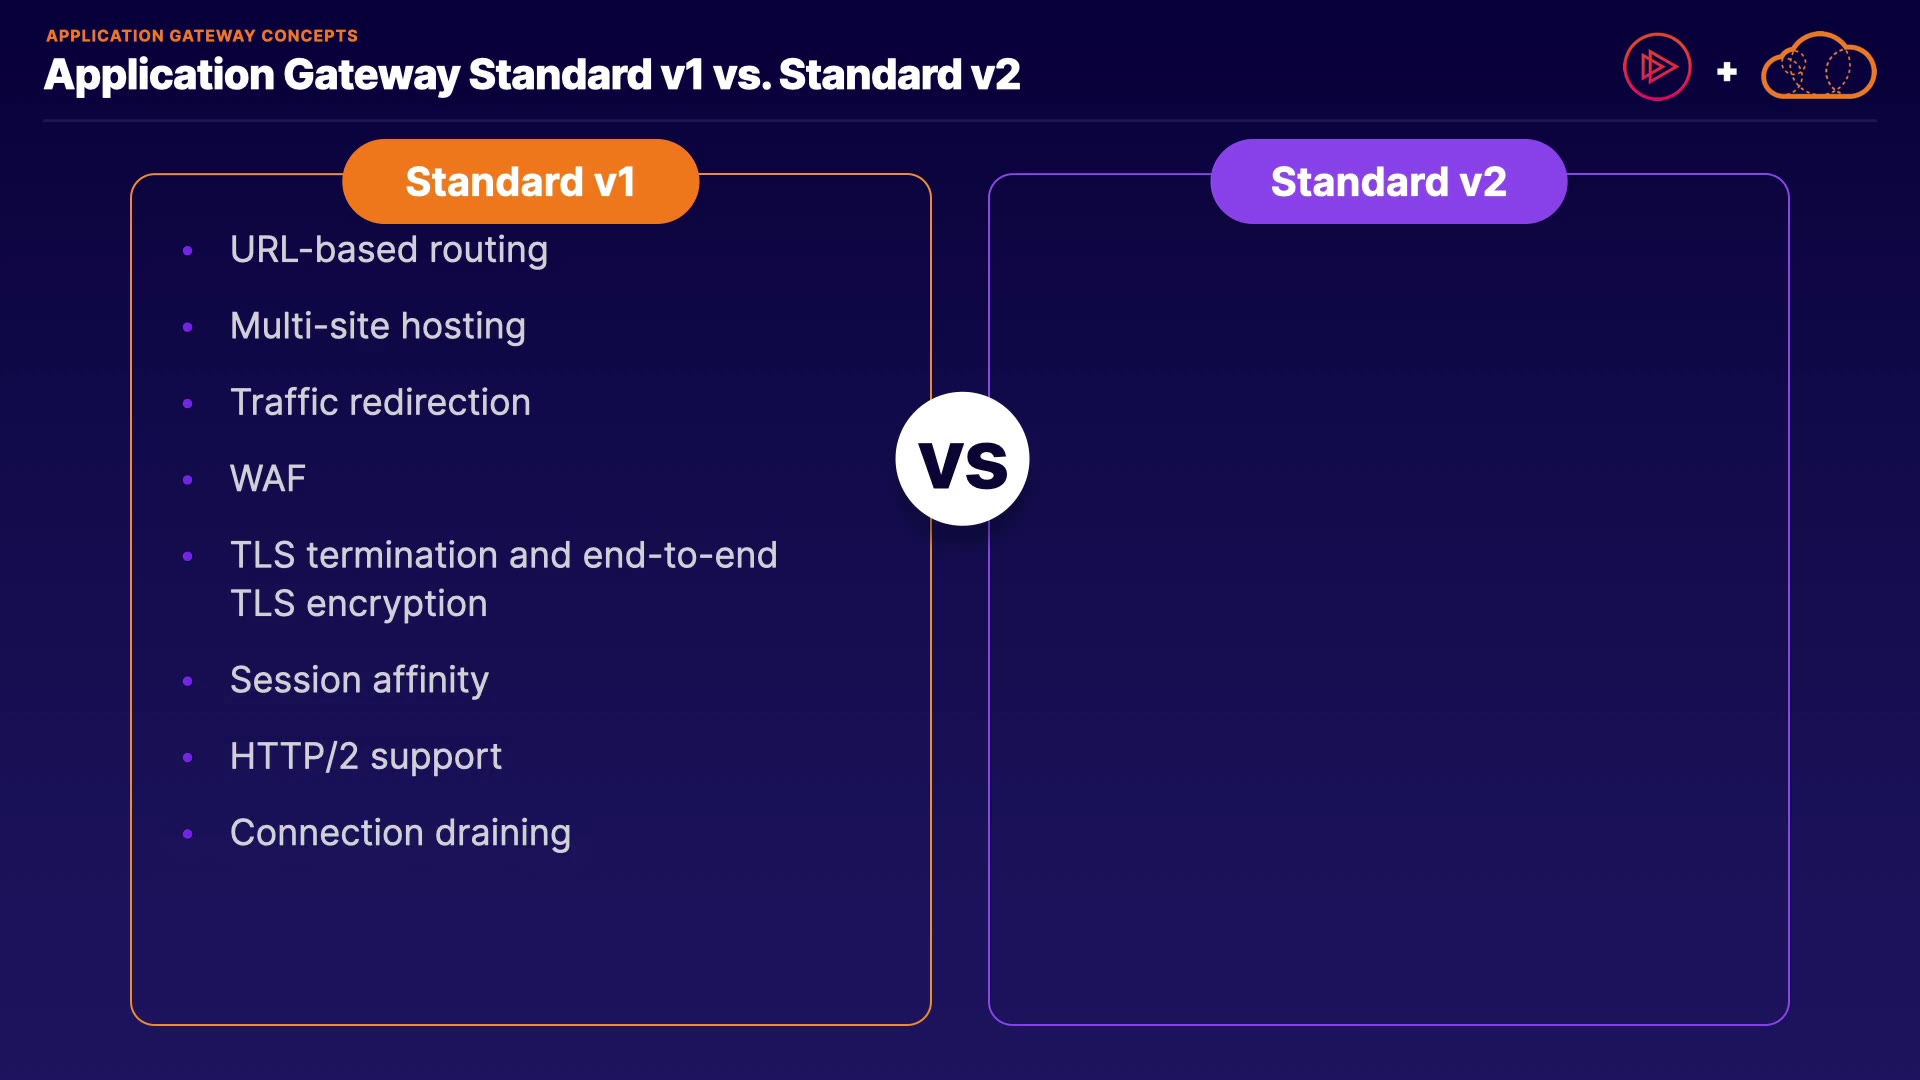 APPLICATION GATEWAY CONCEPTS
Application Gateway Standard v1 vs. Standard v2
+
Standard v1
• URL-based routing
• Multi-site hosting
• Traffic redirection
• WAF
• TLS termination and end-to-end
TLS encryption
• Session affinity
• HTTP/2 support
• Connection draining
VS
Standard v2